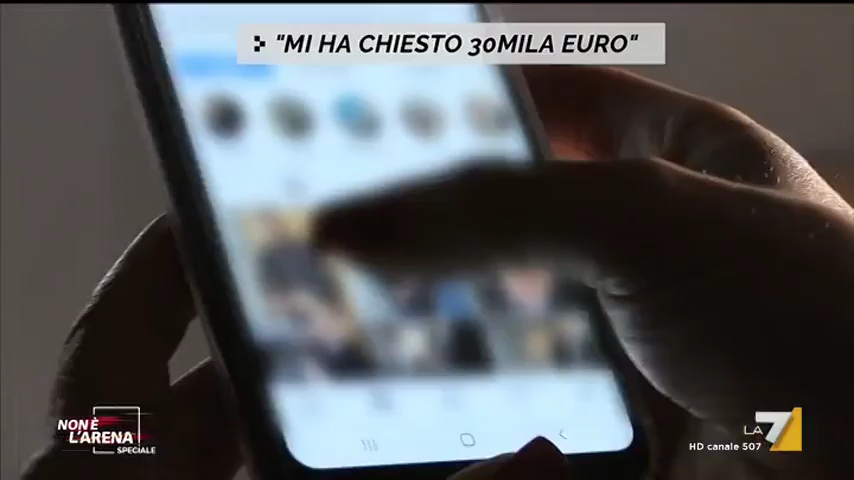 "MI HA CHIESTO 30MILA EURO"
NON È
L'ARENA
SPECIALE
LA7
HD canale 507